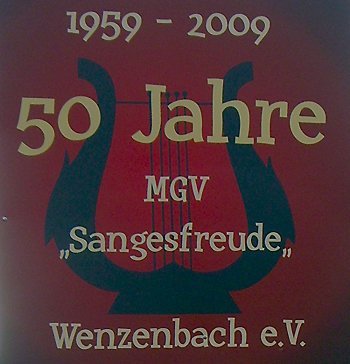 1959 - 2009
50 Jahre
MGV
„Sangesfreude„
Wenzenbach e.V.